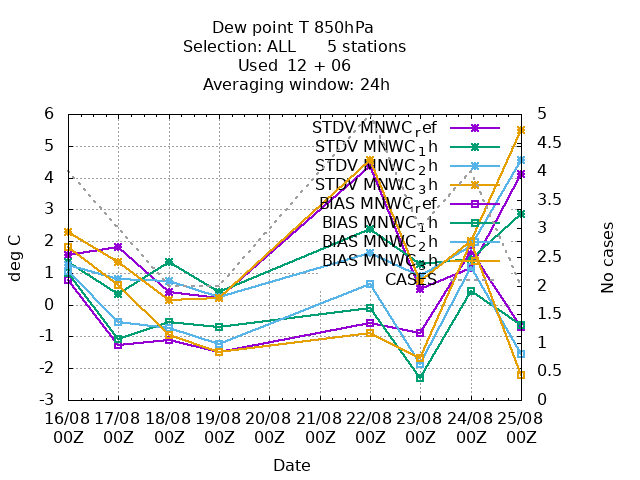 Dew point T 850hPa
Selection: ALL 5 stations
Used 12 + 06
Averaging window: 24h
STDV MNWC_ref
STDV MNWC_1h
STDV MNWC_2h
STDV MNWC_3h
BIAS MNWC_ref
BIAS MNWC_1h
BIAS MNWC_2h
BIAS MNWC_3h
CASES
6
5
4
3
2
1
0
-1
-2
-3
deg C
5
4.5
4
3.5
3
2.5
2
1.5
1
0.5
0
No cases
16/08 17/08 18/08 19/08 20/08 21/08 22/08 23/08 24/08 25/08
00Z 00Z 00Z 00Z 00Z 00Z 00Z 00Z 00Z 00Z
Date